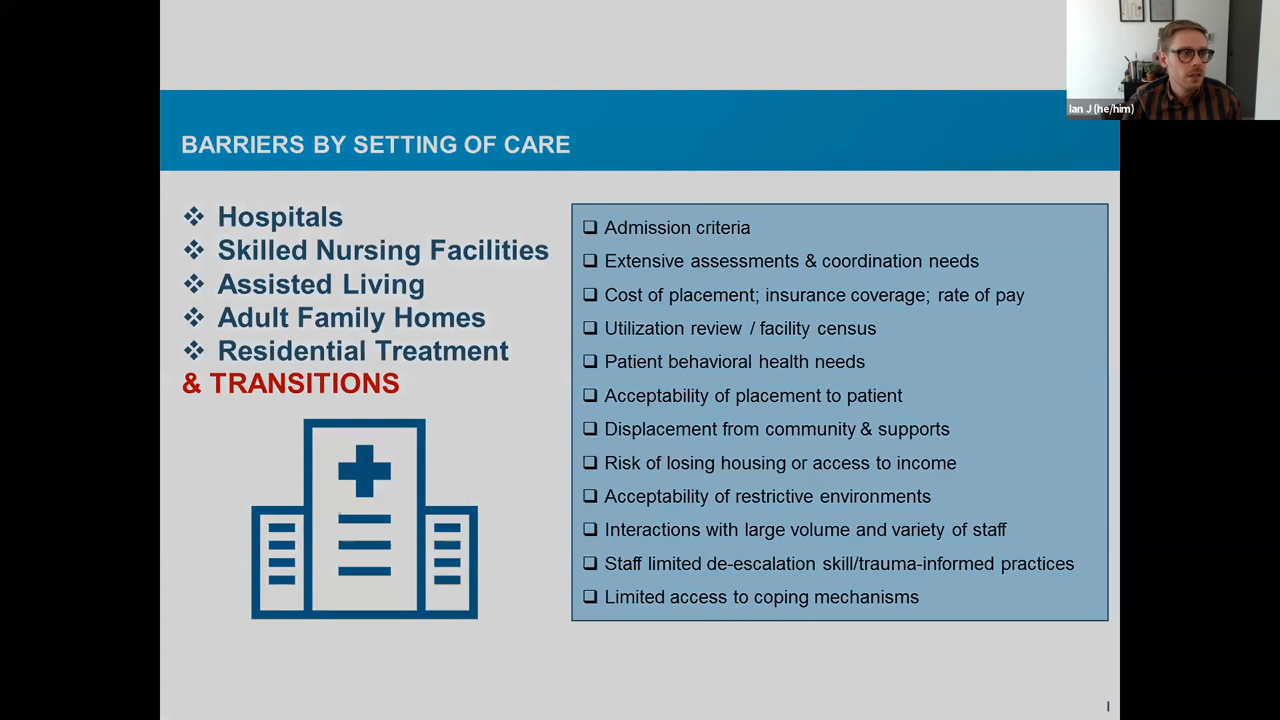 Ian J (he/him)
BARRIERS BY SETTING OF CARE
Hospitals
Skilled Nursing Facilities
Assisted Living
Adult Family Homes
Residential Treatment
& TRANSITIONS
Admission criteria
Extensive assessments & coordination needs
Cost of placement; insurance coverage; rate of pay
Utilization review / facility census
Patient behavioral health needs
Acceptability of placement to patient
Displacement from community & supports
Risk of losing housing or access to income
Acceptability of restrictive environments
Interactions with large volume and variety of staff
Staff limited de-escalation skill/trauma-informed practices
Limited access to coping mechanisms